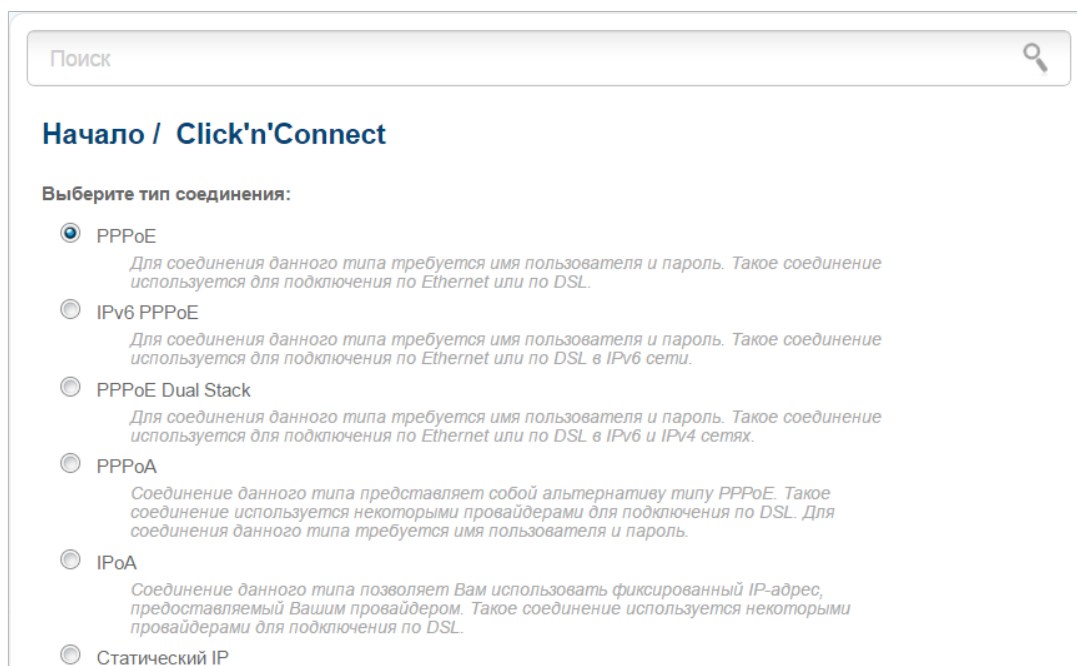 Поиск
Начало / Click'n'Connect
Выберите тип соединения:
PPPoE
Для соединения данного типа требуется имя пользователя и пароль. Такое соединение
используется для подключения по Ethernet или по DSL.
IPv6 PPPoE
Для соединения данного типа требуется имя пользователя и пароль. Такое соединение
используется для подключения по Ethernet или по DSL в IPv6 сети.
PPPoE Dual Stack
Для соединения данного типа требуется имя пользователя и пароль. Такое соединение
используется для подключения по Ethernet или по DSL в IPv6 и IPv4 сетях.
PPPoA
Соединение данного типа представляет собой альтернативу типу PPPoE. Такое
соединение используется некоторыми провайдерами для подключения по DSL. Для
соединения данного типа требуется имя пользователя и пароль.
IPoA
Соединение данного типа позволяет Вам использовать фиксированный IP-адрес,
предоставляемый Вашим провайдером. Такое соединение используется некоторыми
провайдерами для подключения по DSL.
Статический IP